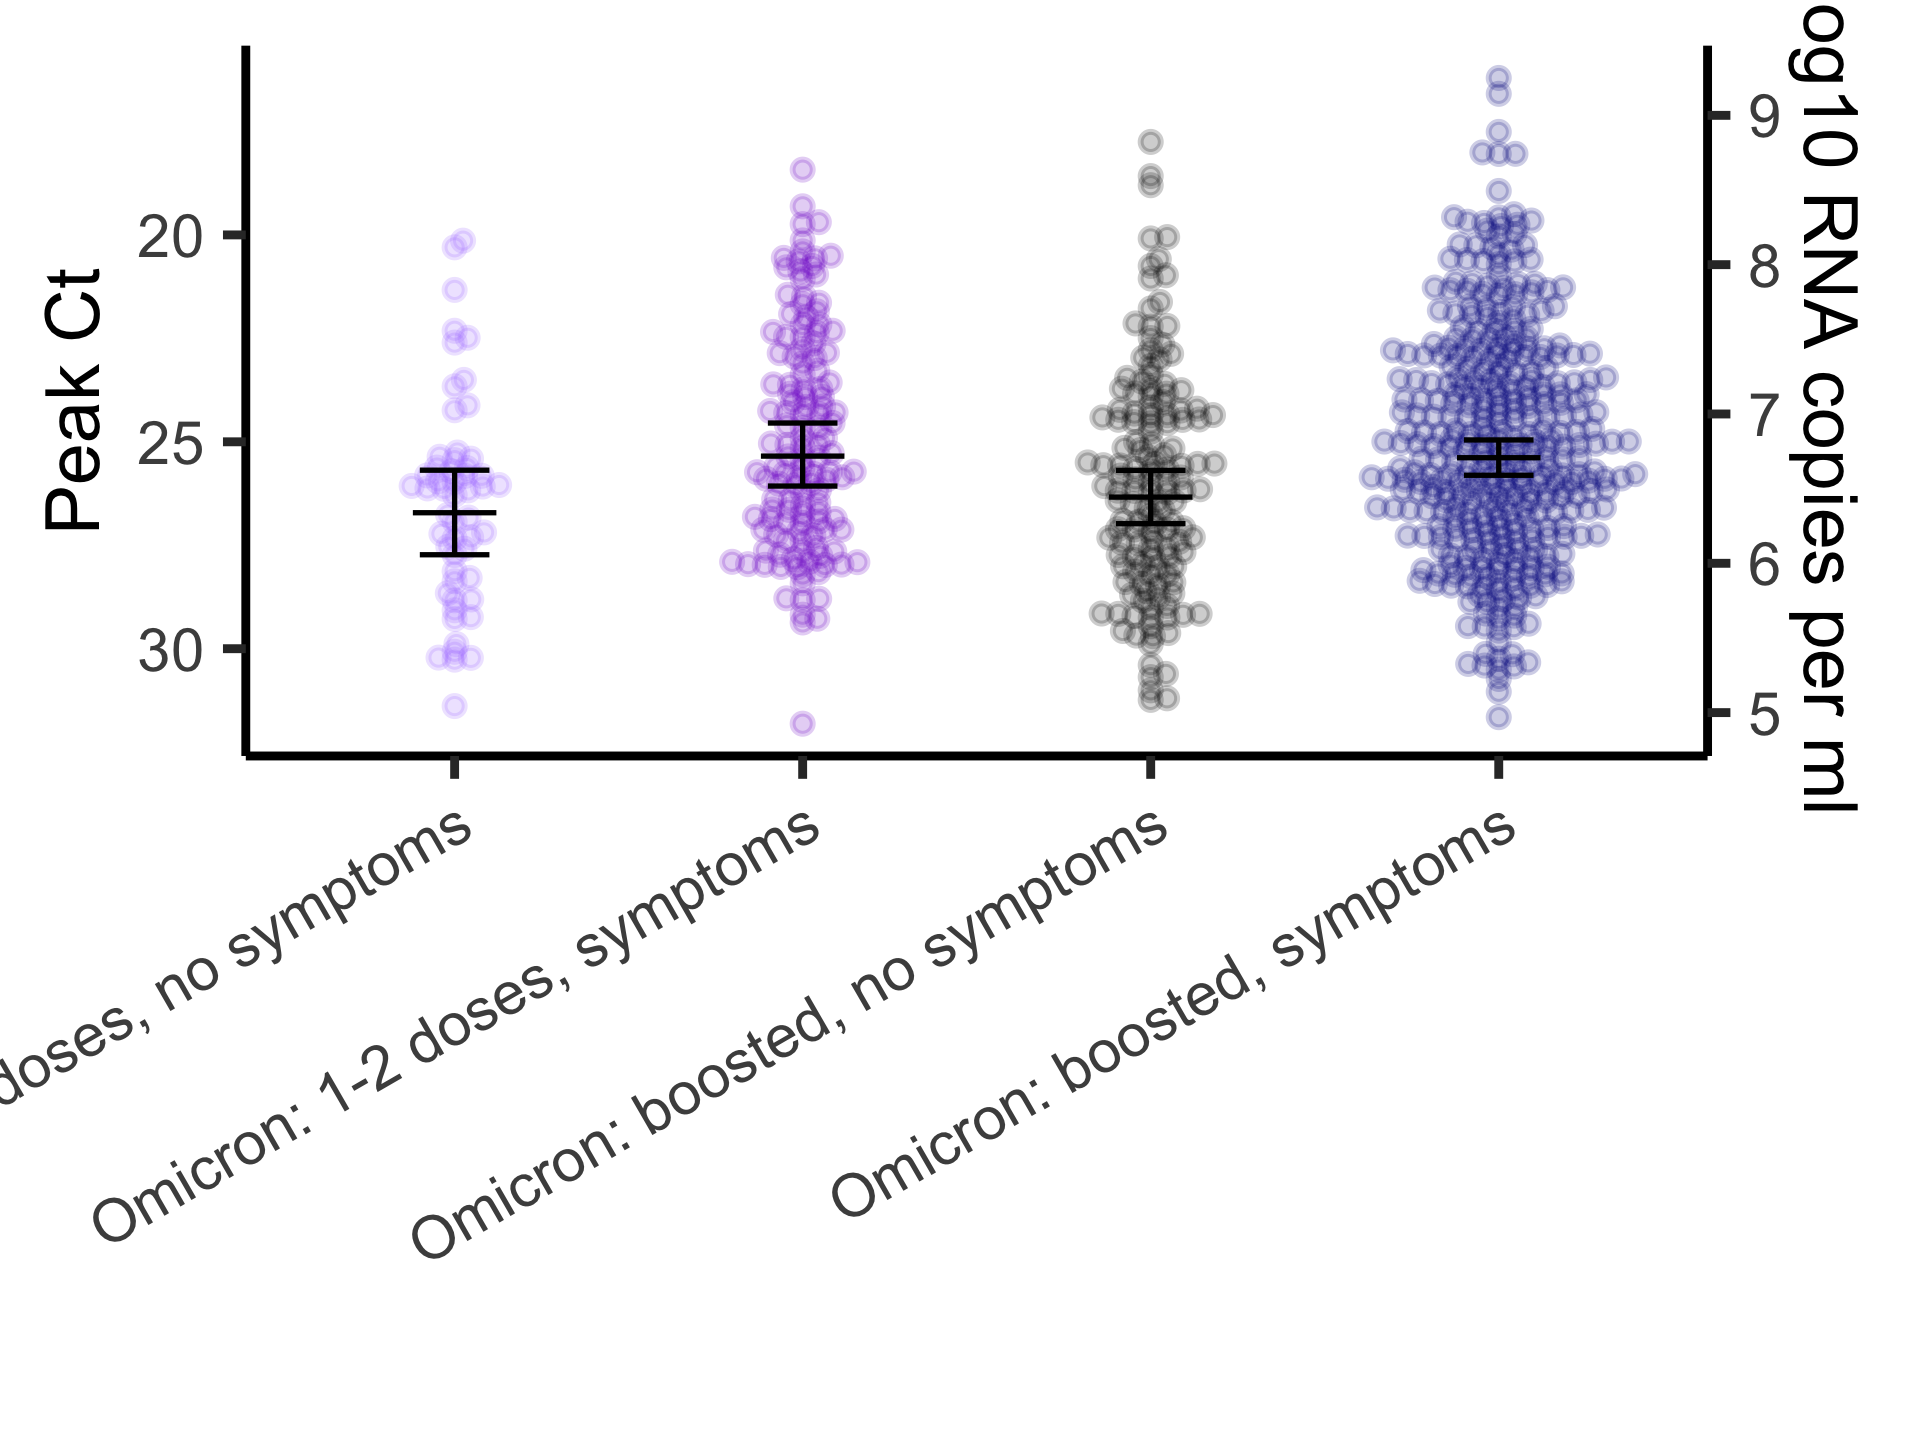 Peak Ct
20
25
30
9
8
7
6
5
og10 RNA copies per ml
doses, no symptoms
Omicron: 1-2 doses, symptoms
Omicron: boosted, no symptoms
Omicron: boosted, symptoms